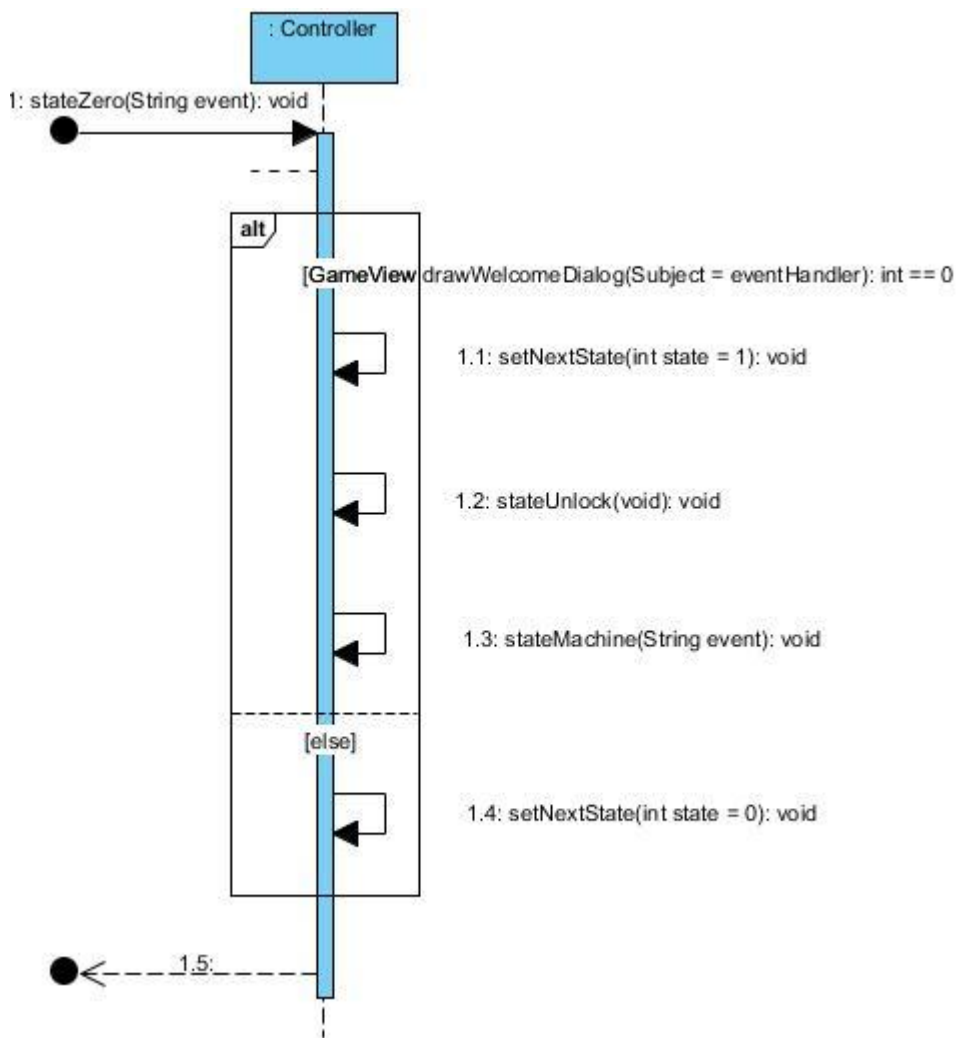 : Controller
1: stateZero(String event): void
alt
[GameView drawWelcomeDialog(Subject = eventHandler): int == 0
1.1: setNextState(int state = 1): void
1.2: stateUnlock(void): void
1.3: stateMachine(String event): void
[else]
1.4: setNextState(int state = 0): void
1.5: